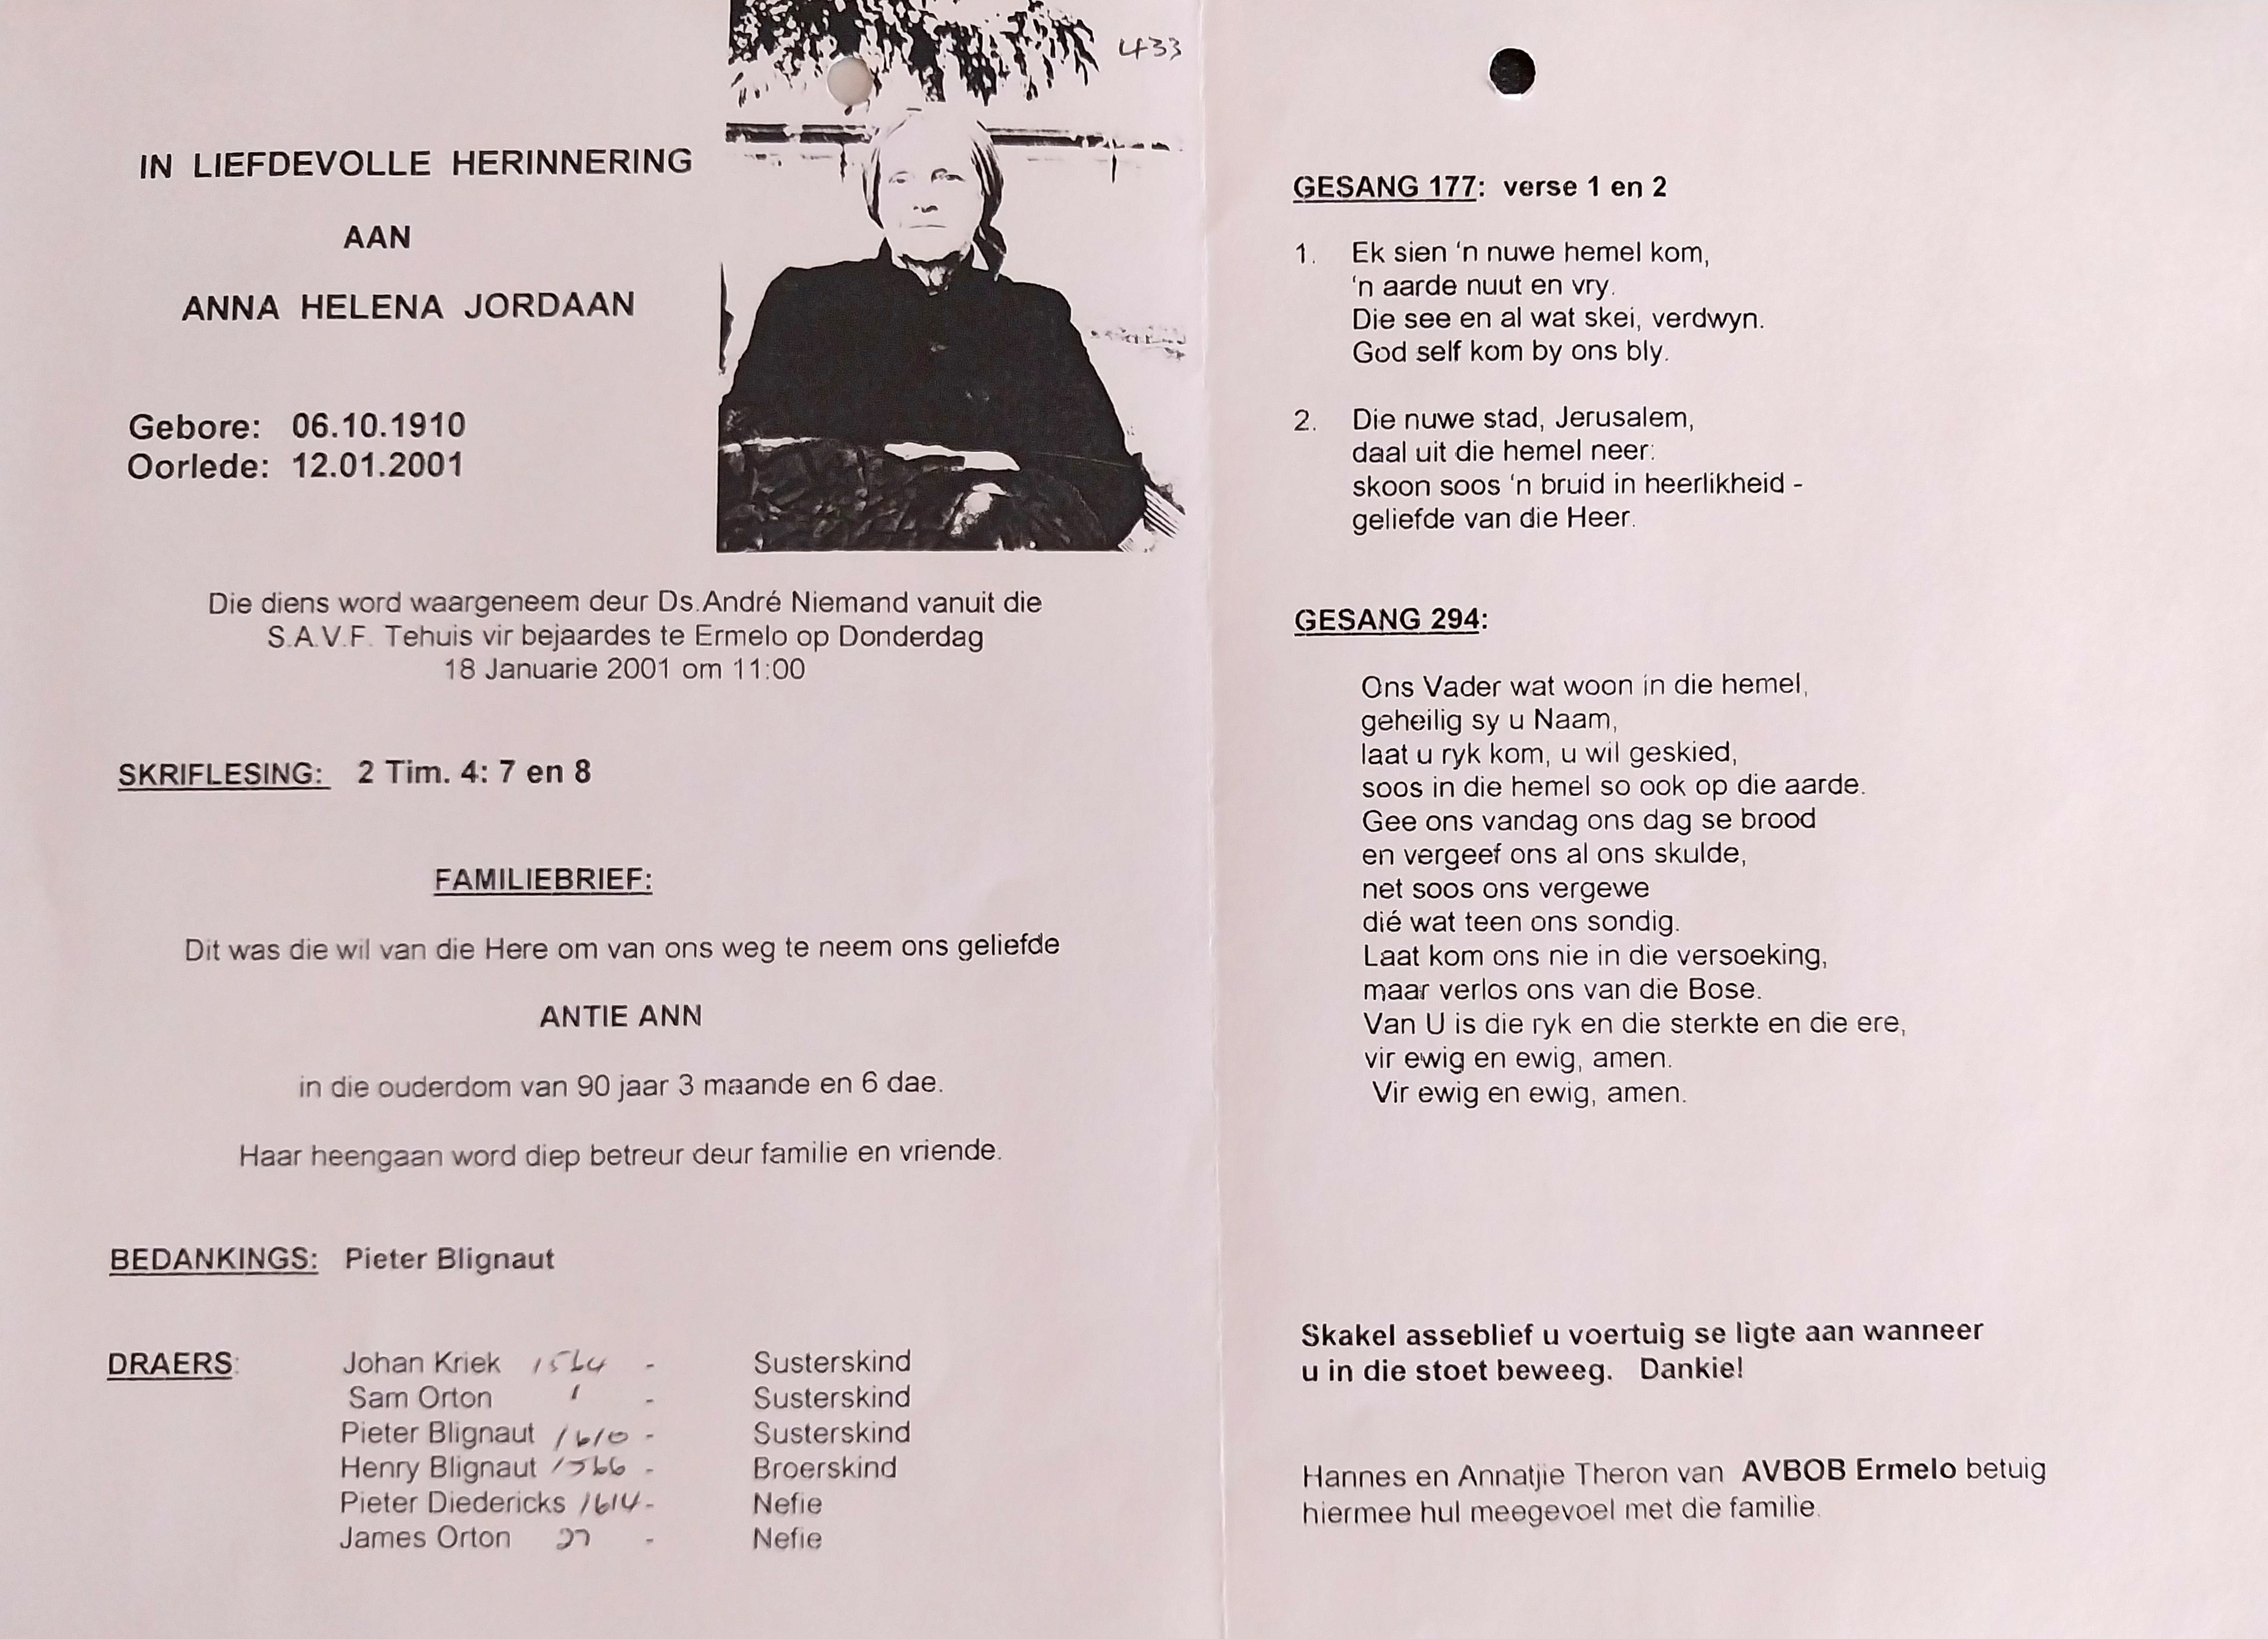 433
IN LIEFDEVOLLE HERINNERING
AAN
ANNA HELENA JORDAAN
Gebore: 06.10.1910
Oorlede: 12.01.2001
Die diens word waargeneem deur Ds.André Niemand vanuit die
S.A.V.F. Tehuis vir bejaardes te Ermelo op Donderdag
18 Januarie 2001 om 11:00
SKRIFLESING: 2 Tim. 4: 7 en 8
FAMILIEBRIEF:
Dit was die wil van die Here om van ons weg te neem ons geliefde
ANTIE ANN
in die ouderdom van 90 jaar 3 maande en 6 dae.
Haar heengaan word diep betreur deur familie en vriende.
BEDANKINGS: Pieter Blignaut
DRAERS: Johan Kriek 1564 - Susterskind
Sam Orton 1 - Susterskind
Pieter Blignaut 1610 - Susterskind
Henry Blignaut 1566 - Broerskind
Pieter Diedericks 1614 - Nefie
James Orton 27 - Nefie
GESANG 177: verse 1 en 2
1. Ek sien 'n nuwe hemel kom,
'n aarde nuut en vry.
Die see en al wat skei, verdwyn.
God self kom by ons bly.
2. Die nuwe stad, Jerusalem,
daal uit die hemel neer:
skoon soos 'n bruid in heerlikheid -
geliefde van die Heer.
GESANG 294:
Ons Vader wat woon in die hemel,
geheilig sy u Naam,
laat u ryk kom, u wil geskied,
soos in die hemel so ook op die aarde.
Gee ons vandag ons dag se brood
en vergeef ons al ons skulde,
net soos ons vergewe
dié wat teen ons sondig.
Laat kom ons nie in die versoeking,
maar verlos ons van die Bose.
Van U is die ryk en die sterkte en die ere,
vir ewig en ewig, amen.
Vir ewig en ewig, amen.
Skakel asseblief u voertuig se ligte aan wanneer
u in die stoet beweeg. Dankie!
Hannes en Annatjie Theron van AVBOB Ermelo betuig
hiermee hul meegevoel met die familie.